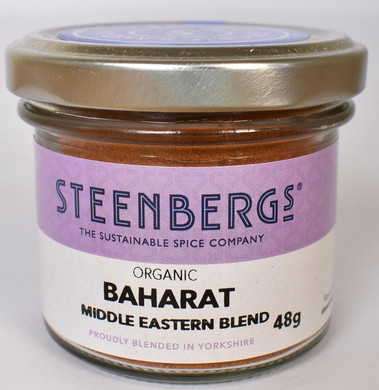 STEENBERGS®
THE SUSTAINABLE SPICE COMPANY
ORGANIC
BAHARAT
MIDDLE EASTERN BLEND 48g
PROUDLY BLENDED IN YORKSHIRE